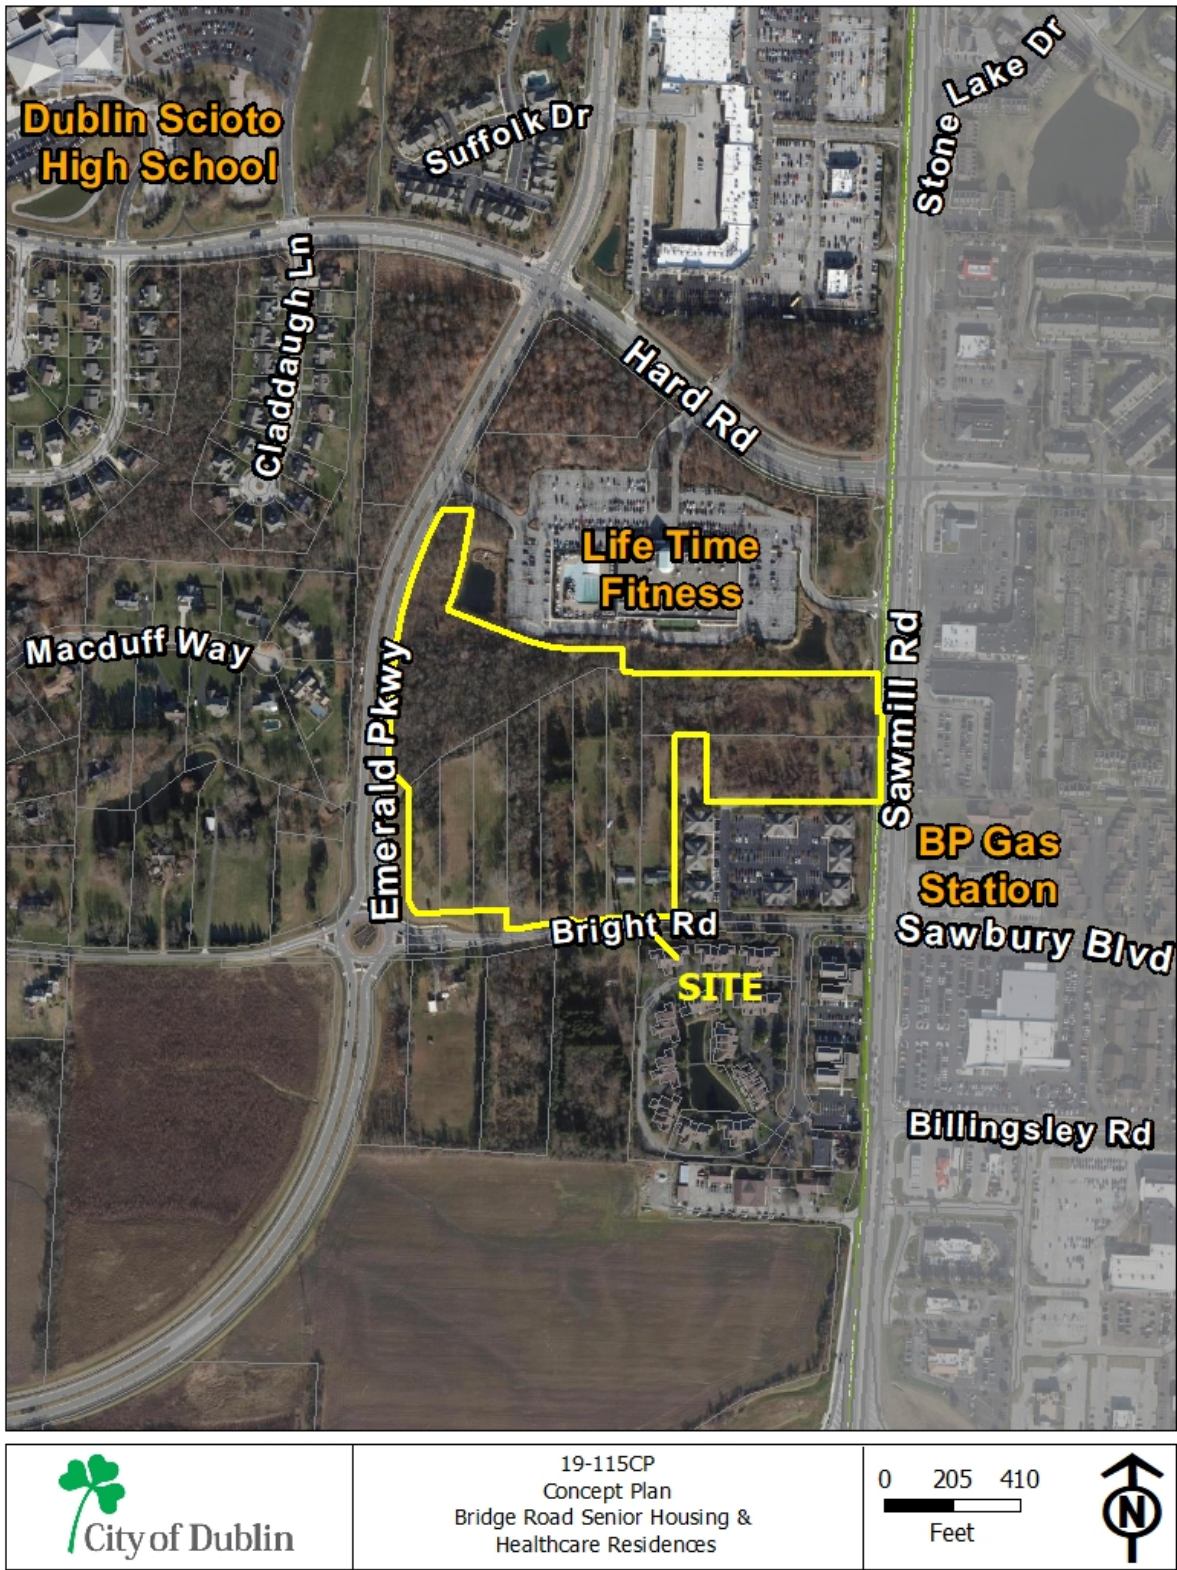 Stone Lake Dr
Dublin Scioto
High School
Suffolk Dr
Claddaugh Ln
Hard Rd
Life Time
Fitness
Macduff Way
Emerald Pkwy
Sawmill Rd
BP Gas
Station
Bright Rd
Sawbury Blvd
SITE
Billingsley Rd
City of Dublin
19-115CP
Concept Plan
Bridge Road Senior Housing &
Healthcare Residences
0 205 410
Feet
N